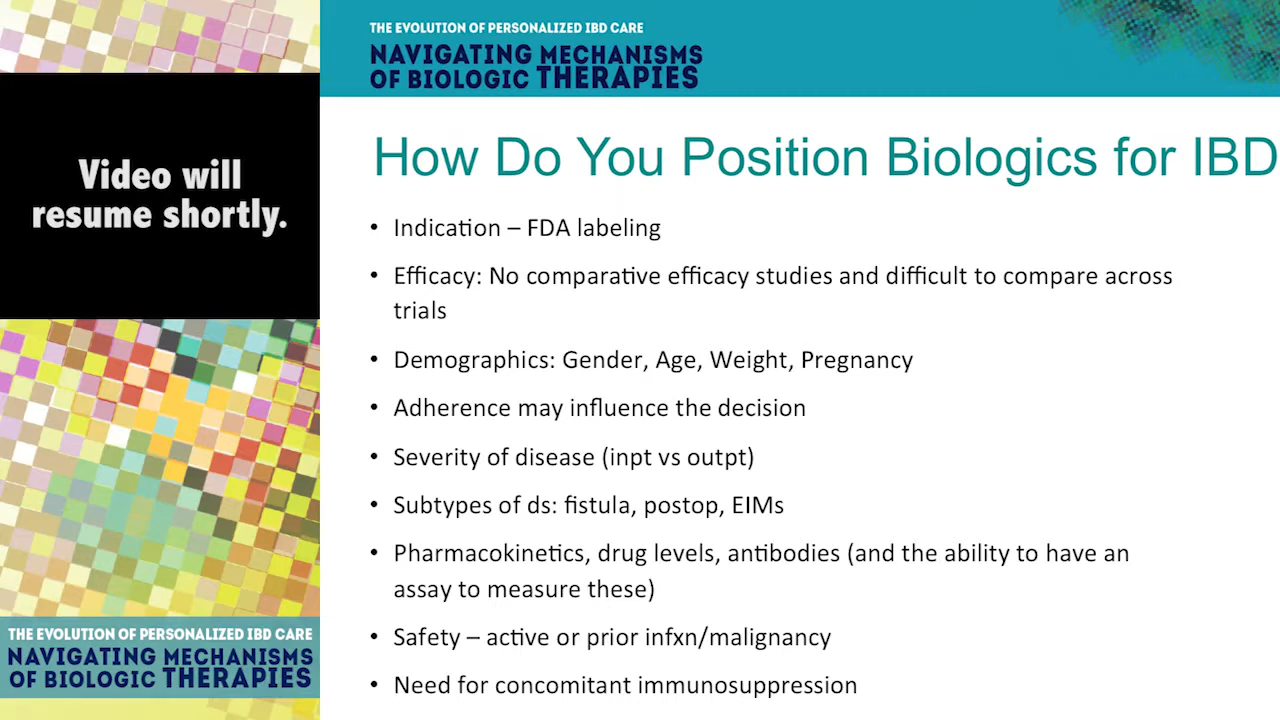 THE EVOLUTION OF PERSONALIZED IBD CARE
NAVIGATING MECHANISMS
OF BIOLOGIC THERAPIES
Video will
resume shortly.
How Do You Position Biologics for IBD
• Indication – FDA labeling
• Efficacy: No comparative efficacy studies and difficult to compare across
trials
• Demographics: Gender, Age, Weight, Pregnancy
• Adherence may influence the decision
• Severity of disease (inpt vs outpt)
• Subtypes of ds: fistula, postop, EIMs
• Pharmacokinetics, drug levels, antibodies (and the ability to have an
assay to measure these)
• Safety – active or prior infxn/malignancy
• Need for concomitant immunosuppression
THE EVOLUTION OF PERSONALIZED IBD CARE
NAVIGATING MECHANISMS
OF BIOLOGIC THERAPIES